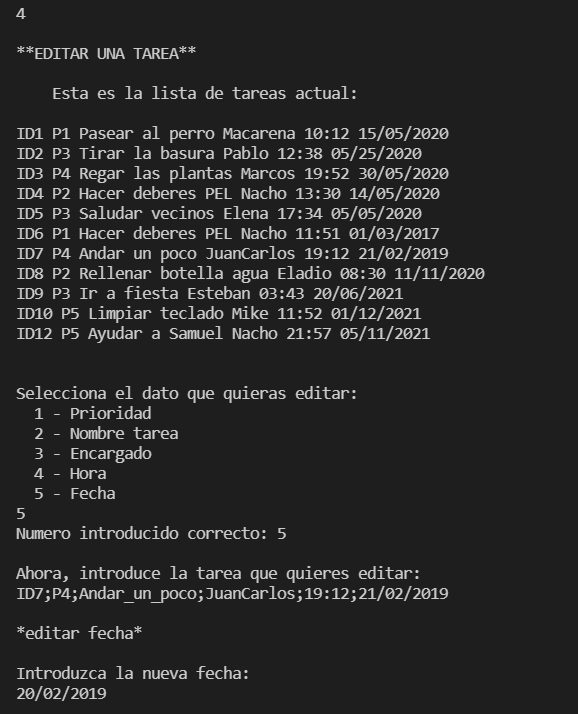 4
**EDITAR UNA TAREA**
Esta es la lista de tareas actual:
ID1 P1 Pasear al perro Macarena 10:12 15/05/2020
ID2 P3 Tirar la basura Pablo 12:38 05/25/2020
ID3 P4 Regar las plantas Marcos 19:52 30/05/2020
ID4 P2 Hacer deberes PEL Nacho 13:30 14/05/2020
ID5 P3 Saludar vecinos Elena 17:34 05/05/2020
ID6 P1 Hacer deberes PEL Nacho 11:51 01/03/2017
ID7 P4 Andar un poco JuanCarlos 19:12 21/02/2019
ID8 P2 Rellenar botella agua Eladio 08:30 11/11/2020
ID9 P3 Ir a fiesta Esteban 03:43 20/06/2021
ID10 P5 Limpiar teclado Mike 11:52 01/12/2021
ID12 P5 Ayudar a Samuel Nacho 21:57 05/11/2021
Selecciona el dato que quieras editar:
1 - Prioridad
2 - Nombre tarea
3 - Encargado
4 - Hora
5 - Fecha
5
Numero introducido correcto: 5
Ahora, introduce la tarea que quieres editar:
ID7;P4;Andar_un_poco;JuanCarlos;19:12;21/02/2019
*editar fecha*
Introduzca la nueva fecha:
20/02/2019